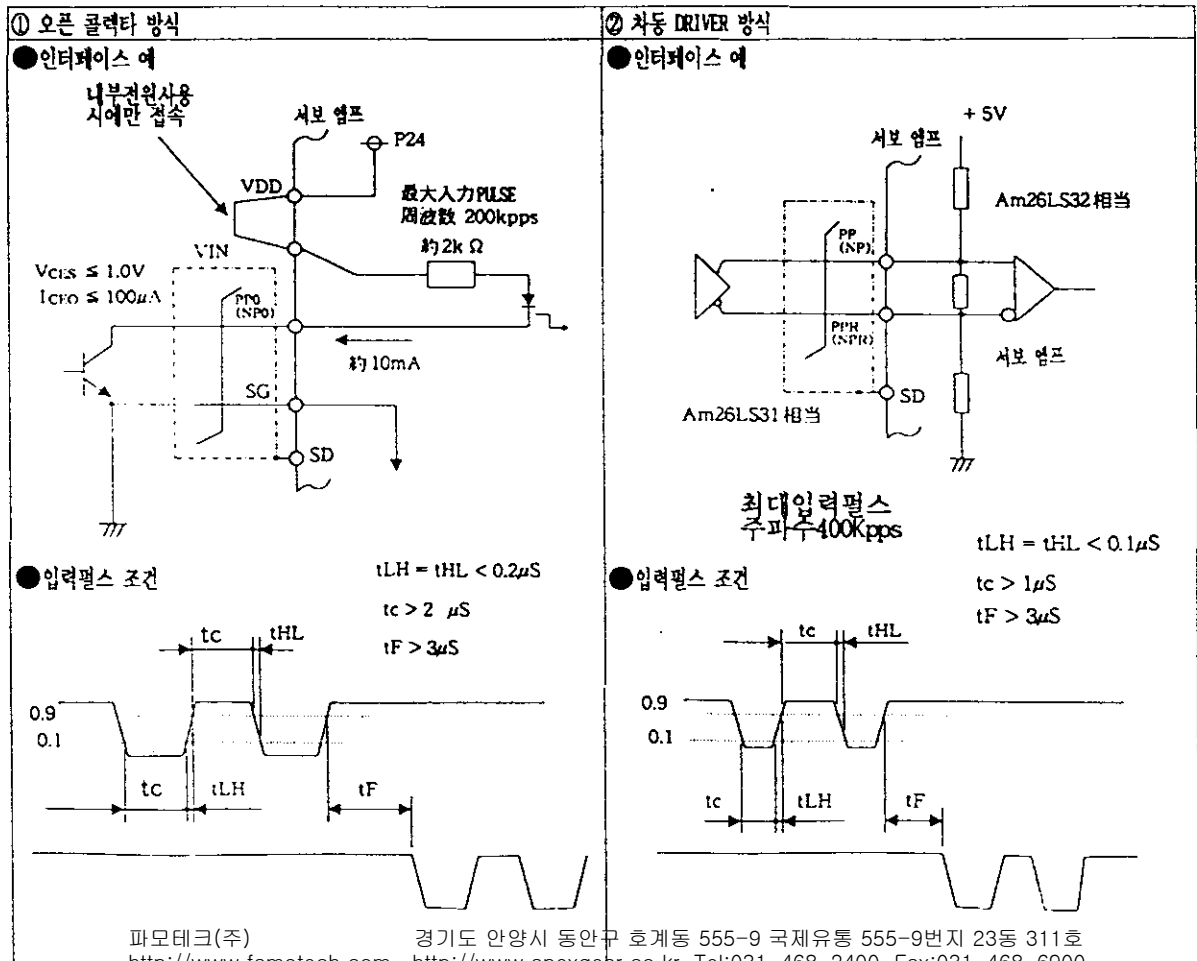 ① 오픈 콜렉타 방식
●인터페이스 예
내부전원사용
시에만 접속
서보 앰프
P24
VDD
最大入力PULSE
周波数 200kpps
約2k Ω
VIN
VCES ≤ 1.0V
ICEO ≤ 100μA
PP0
(NP0)
約10mA
SG
SD
●입력펄스 조건
tLH = tHL < 0.2μS
tc > 2 μS
tF > 3μS
tc
tHL
0.9
0.1
tc
tLH
tF
② 차동 DRIVER 방식
●인터페이스 예
+ 5V
서보 앰프
Am26LS32相当
PP
(NP)
PPR
(NPR)
서보 앰프
SD
Am26LS31相当
최대입력펄스
주파수400Kpps
tLH = tHL < 0.1μS
●입력펄스 조건
tc > 1μS
tF > 3μS
tc
tHL
0.9
0.1
tc
tLH
tF
파모테크(주) 경기도 안양시 동안구 호계동 555-9 국제유통 555-9번지 23동 311호